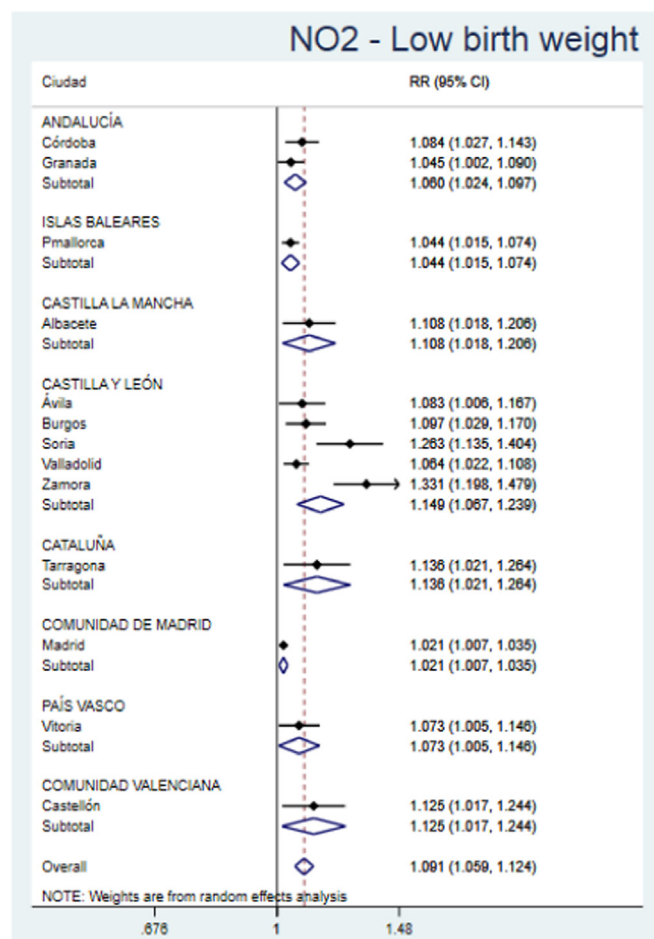 NO2 - Low birth weight
Ciudad RR (95% CI)
ANDALUCÍA
Córdoba 1.084 (1.027, 1.143)
Granada 1.045 (1.002, 1.090)
Subtotal 1.060 (1.024, 1.097)
ISLAS BALEARES
Pmallorca 1.044 (1.015, 1.074)
Subtotal 1.044 (1.015, 1.074)
CASTILLA LA MANCHA
Albacete 1.108 (1.018, 1.206)
Subtotal 1.108 (1.018, 1.206)
CASTILLA Y LEÓN
Ávila 1.083 (1.006, 1.167)
Burgos 1.097 (1.029, 1.170)
Soria 1.263 (1.135, 1.404)
Valladolid 1.064 (1.022, 1.108)
Zamora 1.331 (1.198, 1.479)
Subtotal 1.149 (1.067, 1.239)
CATALUÑA
Tarragona 1.136 (1.021, 1.264)
Subtotal 1.136 (1.021, 1.264)
COMUNIDAD DE MADRID
Madrid 1.021 (1.007, 1.035)
Subtotal 1.021 (1.007, 1.035)
PAÍS VASCO
Vitoria 1.073 (1.005, 1.146)
Subtotal 1.073 (1.005, 1.146)
COMUNIDAD VALENCIANA
Castellón 1.125 (1.017, 1.244)
Subtotal 1.125 (1.017, 1.244)
Overall 1.091 (1.059, 1.124)
NOTE: Weights are from random effects analysis
.676 1 1.48